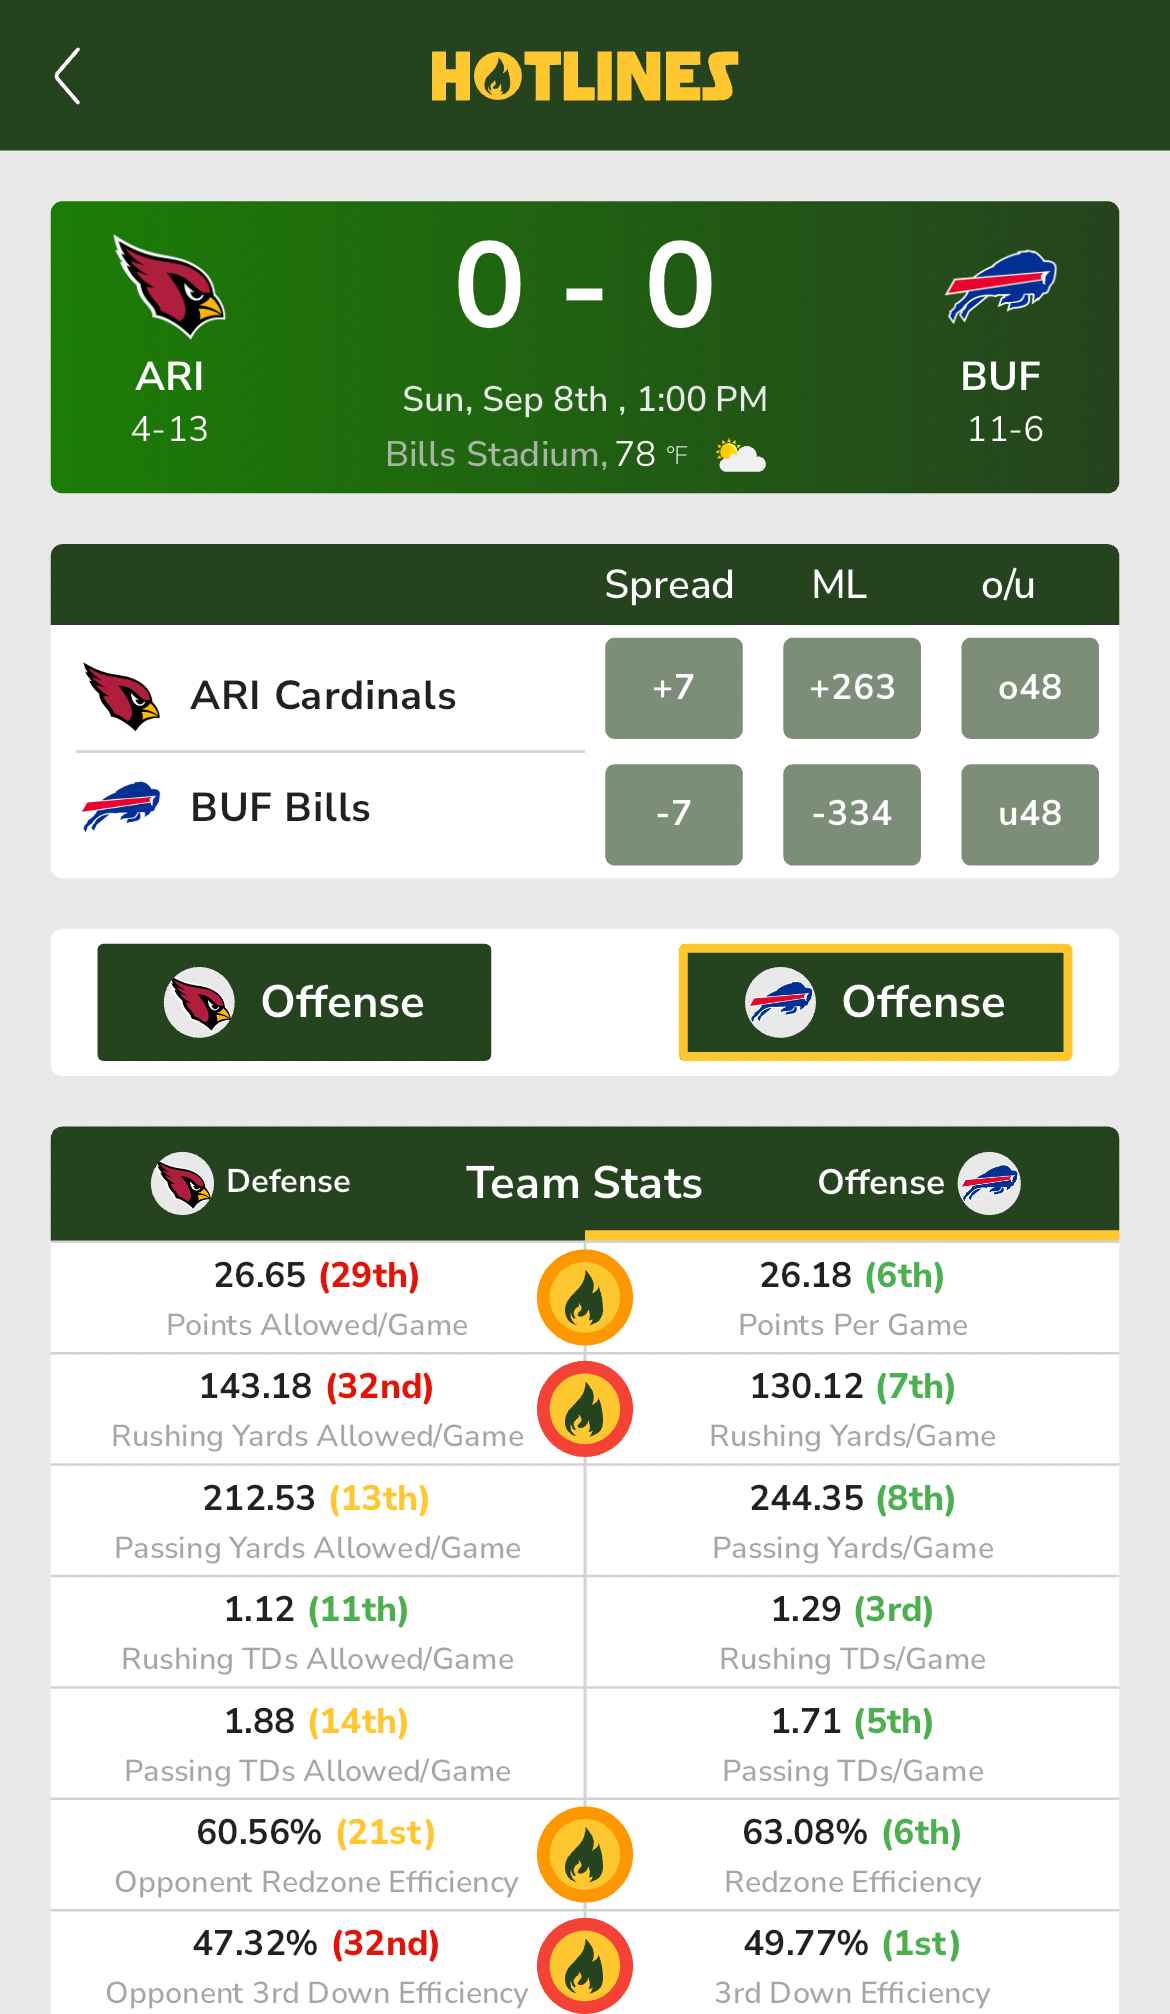 HOTLINES
0 - 0
ARI
BUF
4-13
Sun, Sep 8th , 1:00 PM
11-6
Bills Stadium, 78 °F
Spread ML o/u
ARI Cardinals +7 +263 o48
BUF Bills -7 -334 u48
Offense Offense
Defense Team Stats Offense
26.65 (29th) 26.18 (6th)
Points Allowed/Game Points Per Game
143.18 (32nd) 130.12 (7th)
Rushing Yards Allowed/Game Rushing Yards/Game
212.53 (13th) 244.35 (8th)
Passing Yards Allowed/Game Passing Yards/Game
1.12 (11th) 1.29 (3rd)
Rushing TDs Allowed/Game Rushing TDs/Game
1.88 (14th) 1.71 (5th)
Passing TDs Allowed/Game Passing TDs/Game
60.56% (21st) 63.08% (6th)
Opponent Redzone Efficiency Redzone Efficiency
47.32% (32nd) 49.77% (1st)
Opponent 3rd Down Efficiency 3rd Down Efficiency